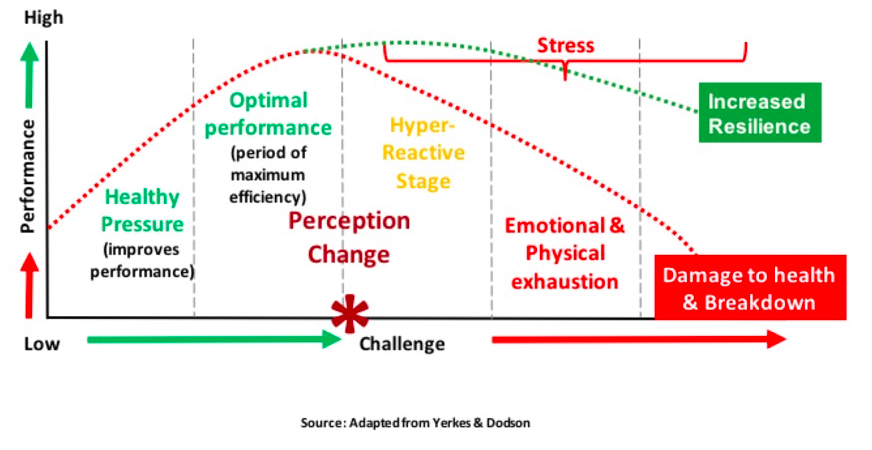 High
Stress
Increased
Resilience
Optimal
performance
(period of
maximum
efficiency)
Hyper-
Reactive
Stage
Performance
Healthy
Pressure
(improves
performance)
Perception
Change
*
Emotional &
Physical
exhaustion
Damage to health
& Breakdown
Low
Challenge
Source: Adapted from Yerkes & Dodson